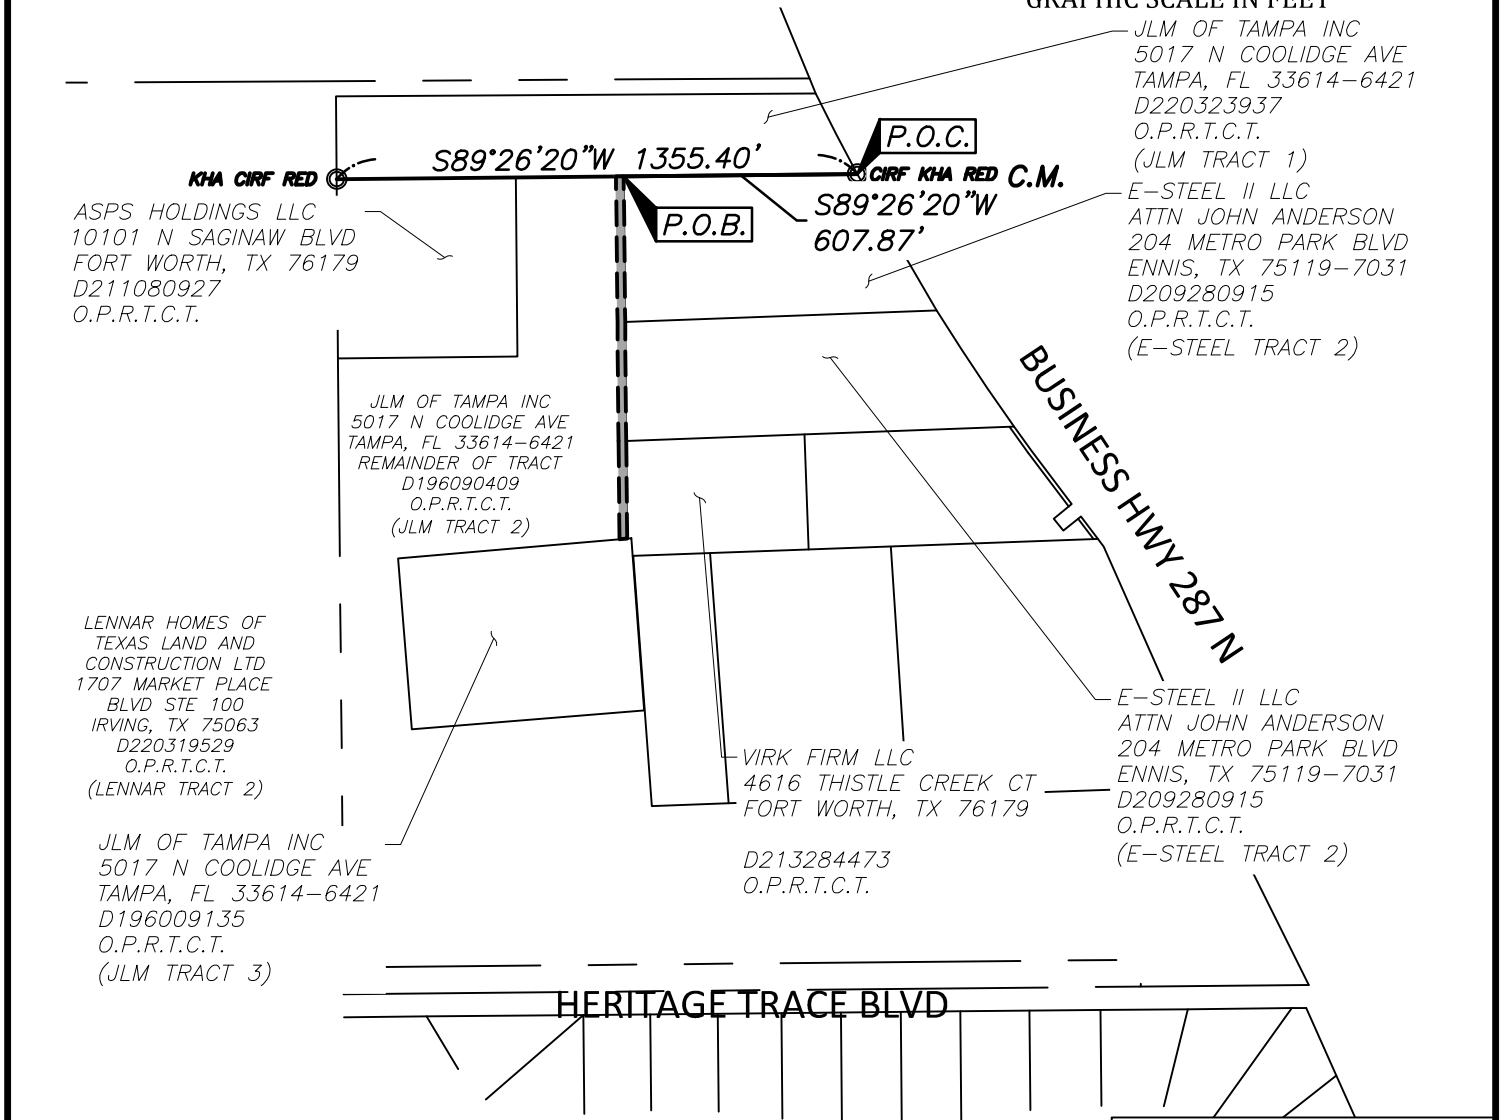 GRAPHIC SCALE IN FEET
JLM OF TAMPA INC
5017 N COOLIDGE AVE
TAMPA, FL 33614-6421
D220323937
O.P.R.T.C.T.
(JLM TRACT 1)
P.O.C.
S89°26'20"W 1355.40'
KHA CIRF RED
CIRF KHA RED C.M.
S89°26'20"W
607.87'
P.O.B.
ASPS HOLDINGS LLC
10101 N SAGINAW BLVD
FORT WORTH, TX 76179
D211080927
O.P.R.T.C.T.
E-STEEL II LLC
ATTN JOHN ANDERSON
204 METRO PARK BLVD
ENNIS, TX 75119-7031
D209280915
O.P.R.T.C.T.
(E-STEEL TRACT 2)
BUSINESS HWY 287 N
JLM OF TAMPA INC
5017 N COOLIDGE AVE
TAMPA, FL 33614-6421
REMAINDER OF TRACT
D196090409
O.P.R.T.C.T.
(JLM TRACT 2)
LENNAR HOMES OF
TEXAS LAND AND
CONSTRUCTION LTD
1707 MARKET PLACE
BLVD STE 100
IRVING, TX 75063
D220319529
O.P.R.T.C.T.
(LENNAR TRACT 2)
E-STEEL II LLC
ATTN JOHN ANDERSON
204 METRO PARK BLVD
ENNIS, TX 75119-7031
D209280915
O.P.R.T.C.T.
(E-STEEL TRACT 2)
VIRK FIRM LLC
4616 THISTLE CREEK CT
FORT WORTH, TX 76179
D213284473
O.P.R.T.C.T.
JLM OF TAMPA INC
5017 N COOLIDGE AVE
TAMPA, FL 33614-6421
D196009135
O.P.R.T.C.T.
(JLM TRACT 3)
HERITAGE TRACE BLVD